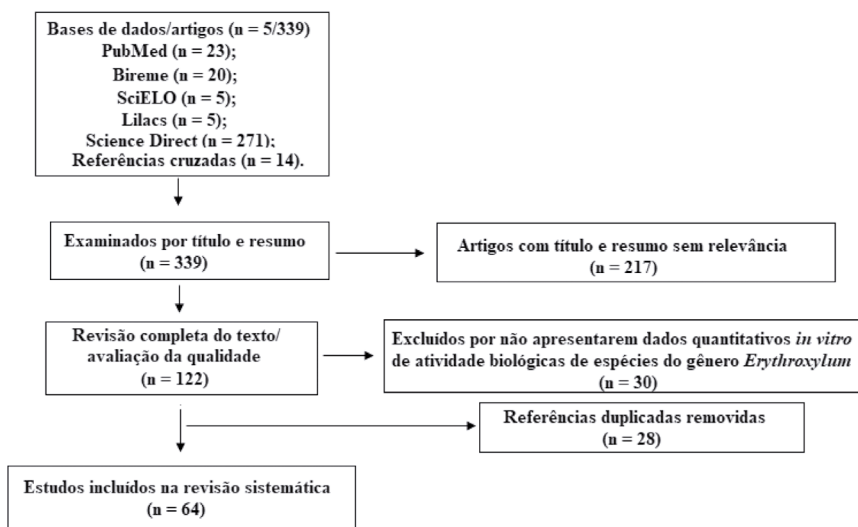 Bases de dados/artigos (n = 5/339)
PubMed (n = 23);
Bireme (n = 20);
SciELO (n = 5);
Lilacs (n = 5);
Science Direct (n = 271);
Referências cruzadas (n = 14).
Examinados por título e resumo
(n = 339)
Artigos com título e resumo sem relevância
(n = 217)
Revisão completa do texto/
avaliação da qualidade
(n = 122)
Excluídos por não apresentarem dados quantitativos in vitro
de atividade biológicas de espécies do gênero Erythroxylum
(n = 30)
Referências duplicadas removidas
(n = 28)
Estudos incluídos na revisão sistemática
(n = 64)